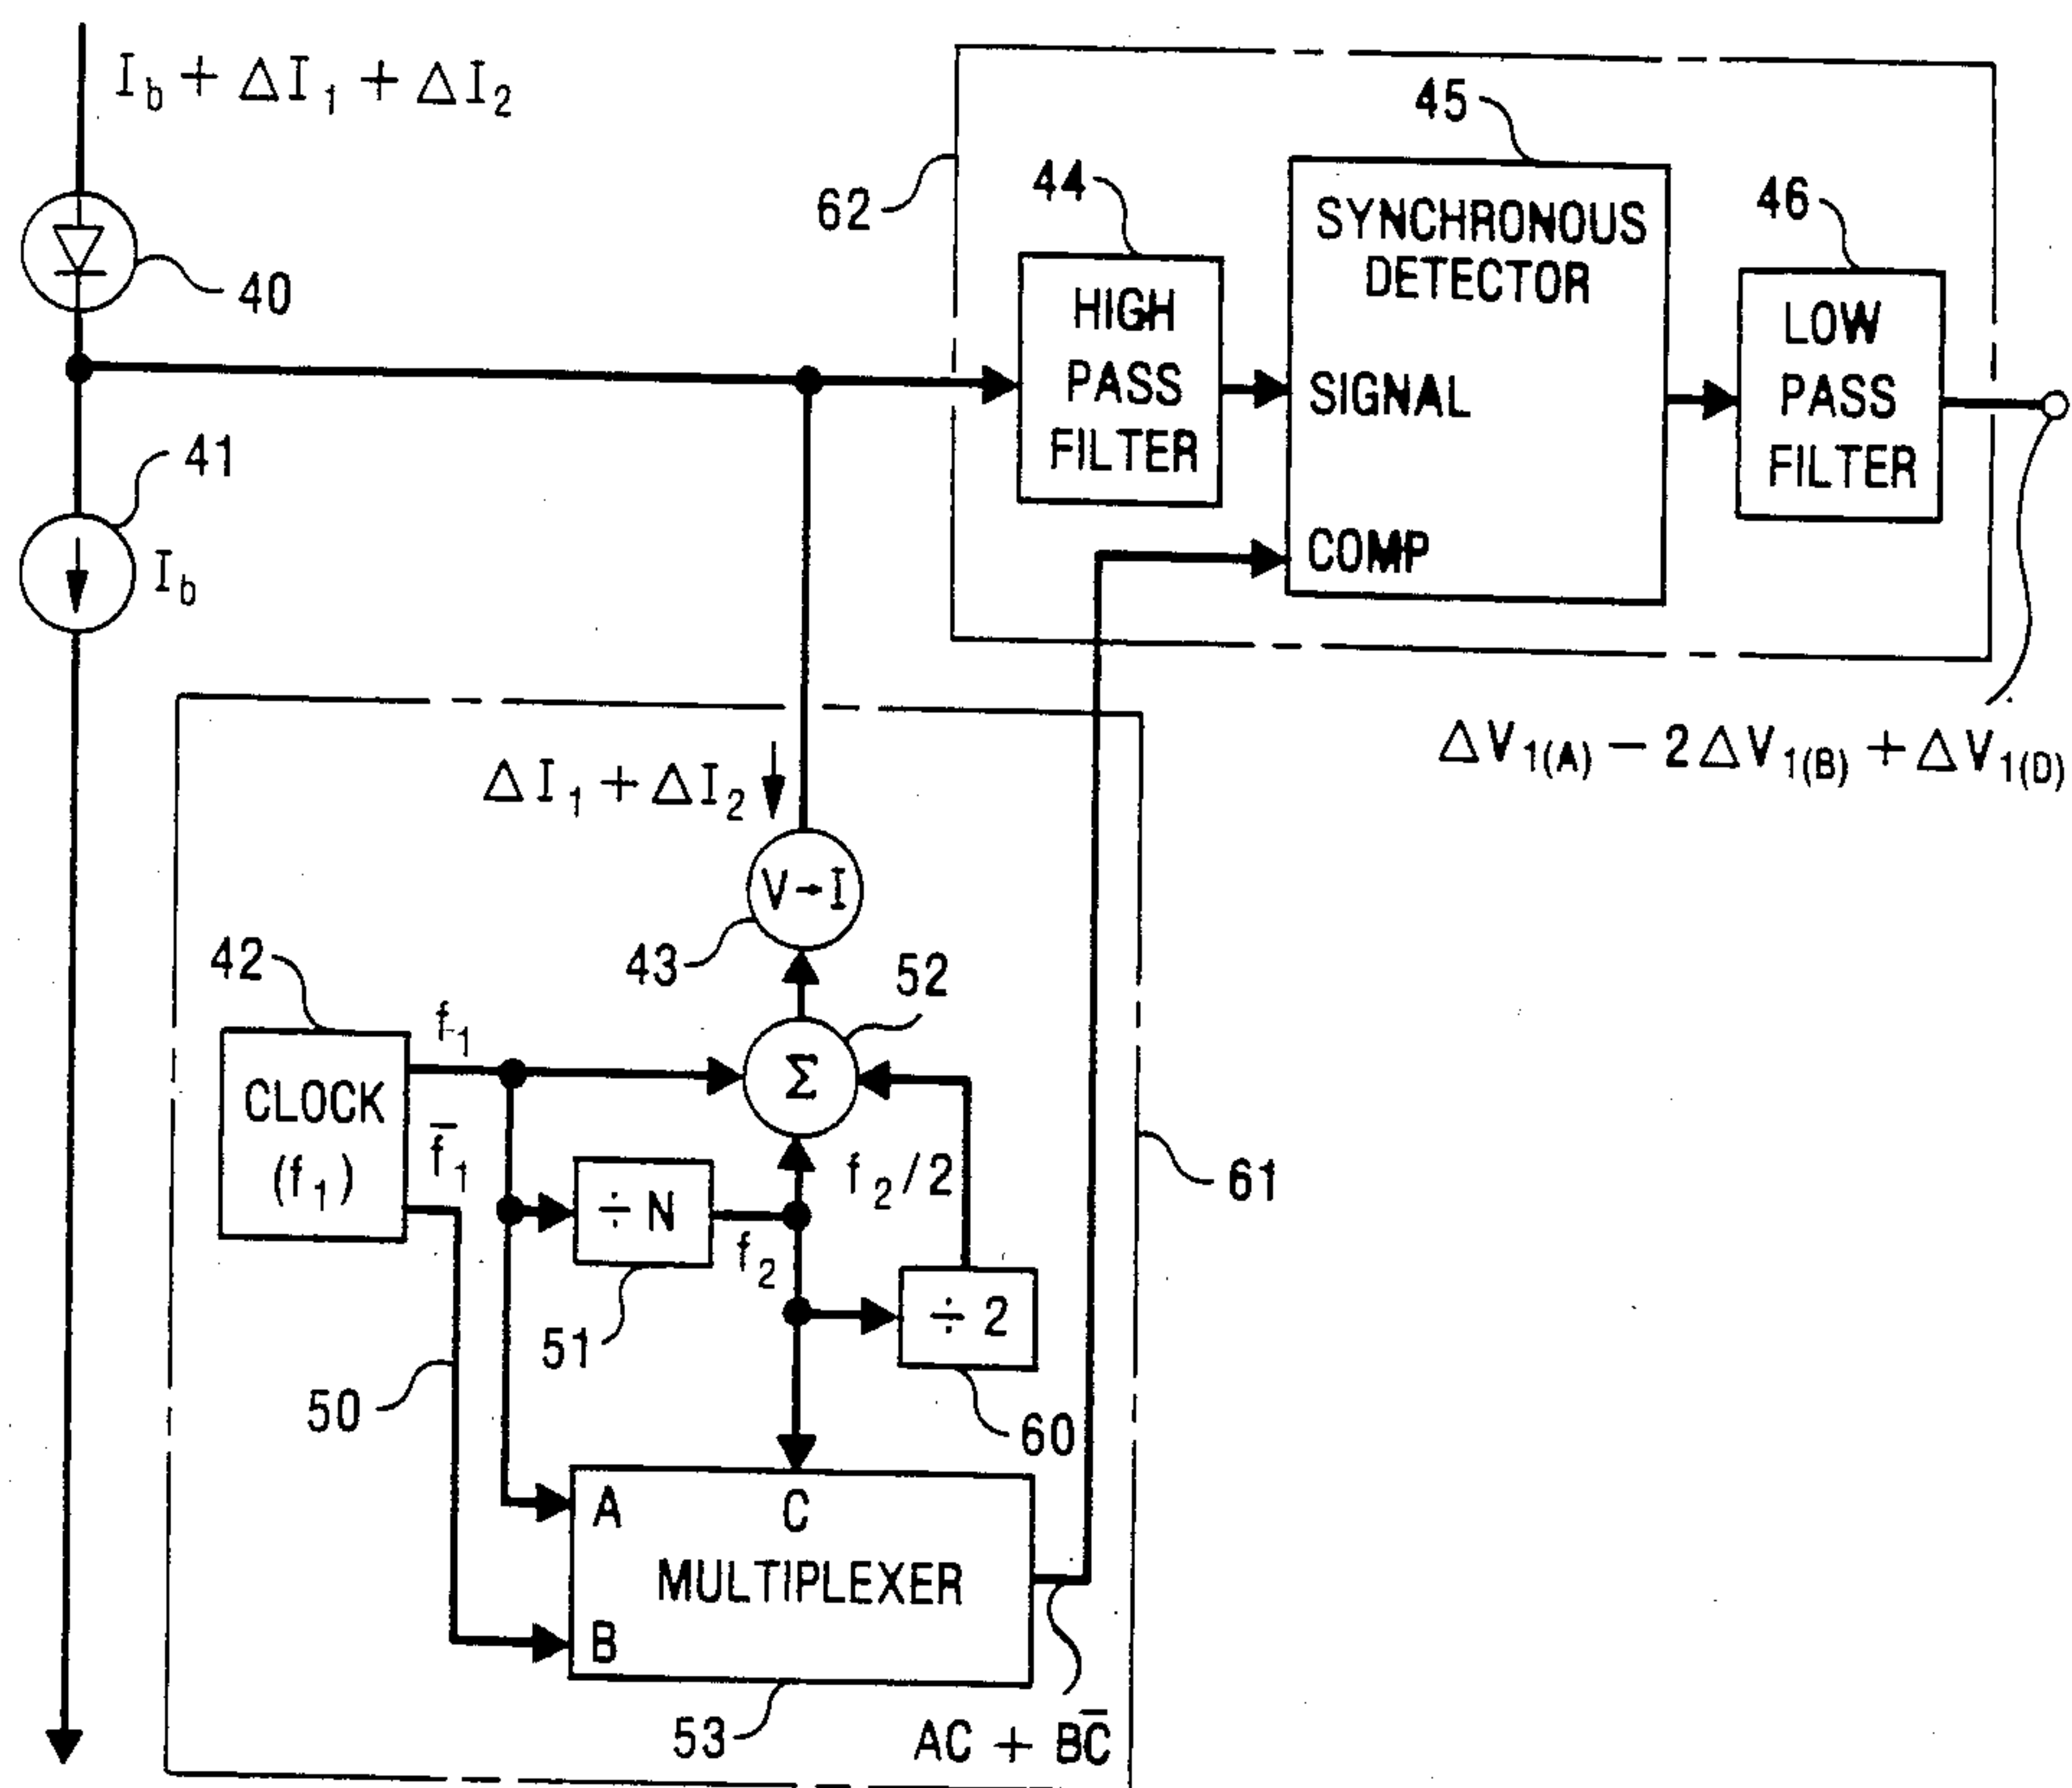 I_b + ΔI_1 + ΔI_2
40
41
I_b
62
44
HIGH
PASS
FILTER
45
SYNCHRONOUS
DETECTOR
SIGNAL
COMP
46
LOW
PASS
FILTER
ΔV_1(A) − 2ΔV_1(B) + ΔV_1(D)
ΔI_1 + ΔI_2
V→I
43
42
CLOCK
(f_1)
f_1
f̅_1
52
Σ
÷ N
51
f_2
f_2/2
÷ 2
60
61
50
A
C
MULTIPLEXER
B
53
AC + BC̅